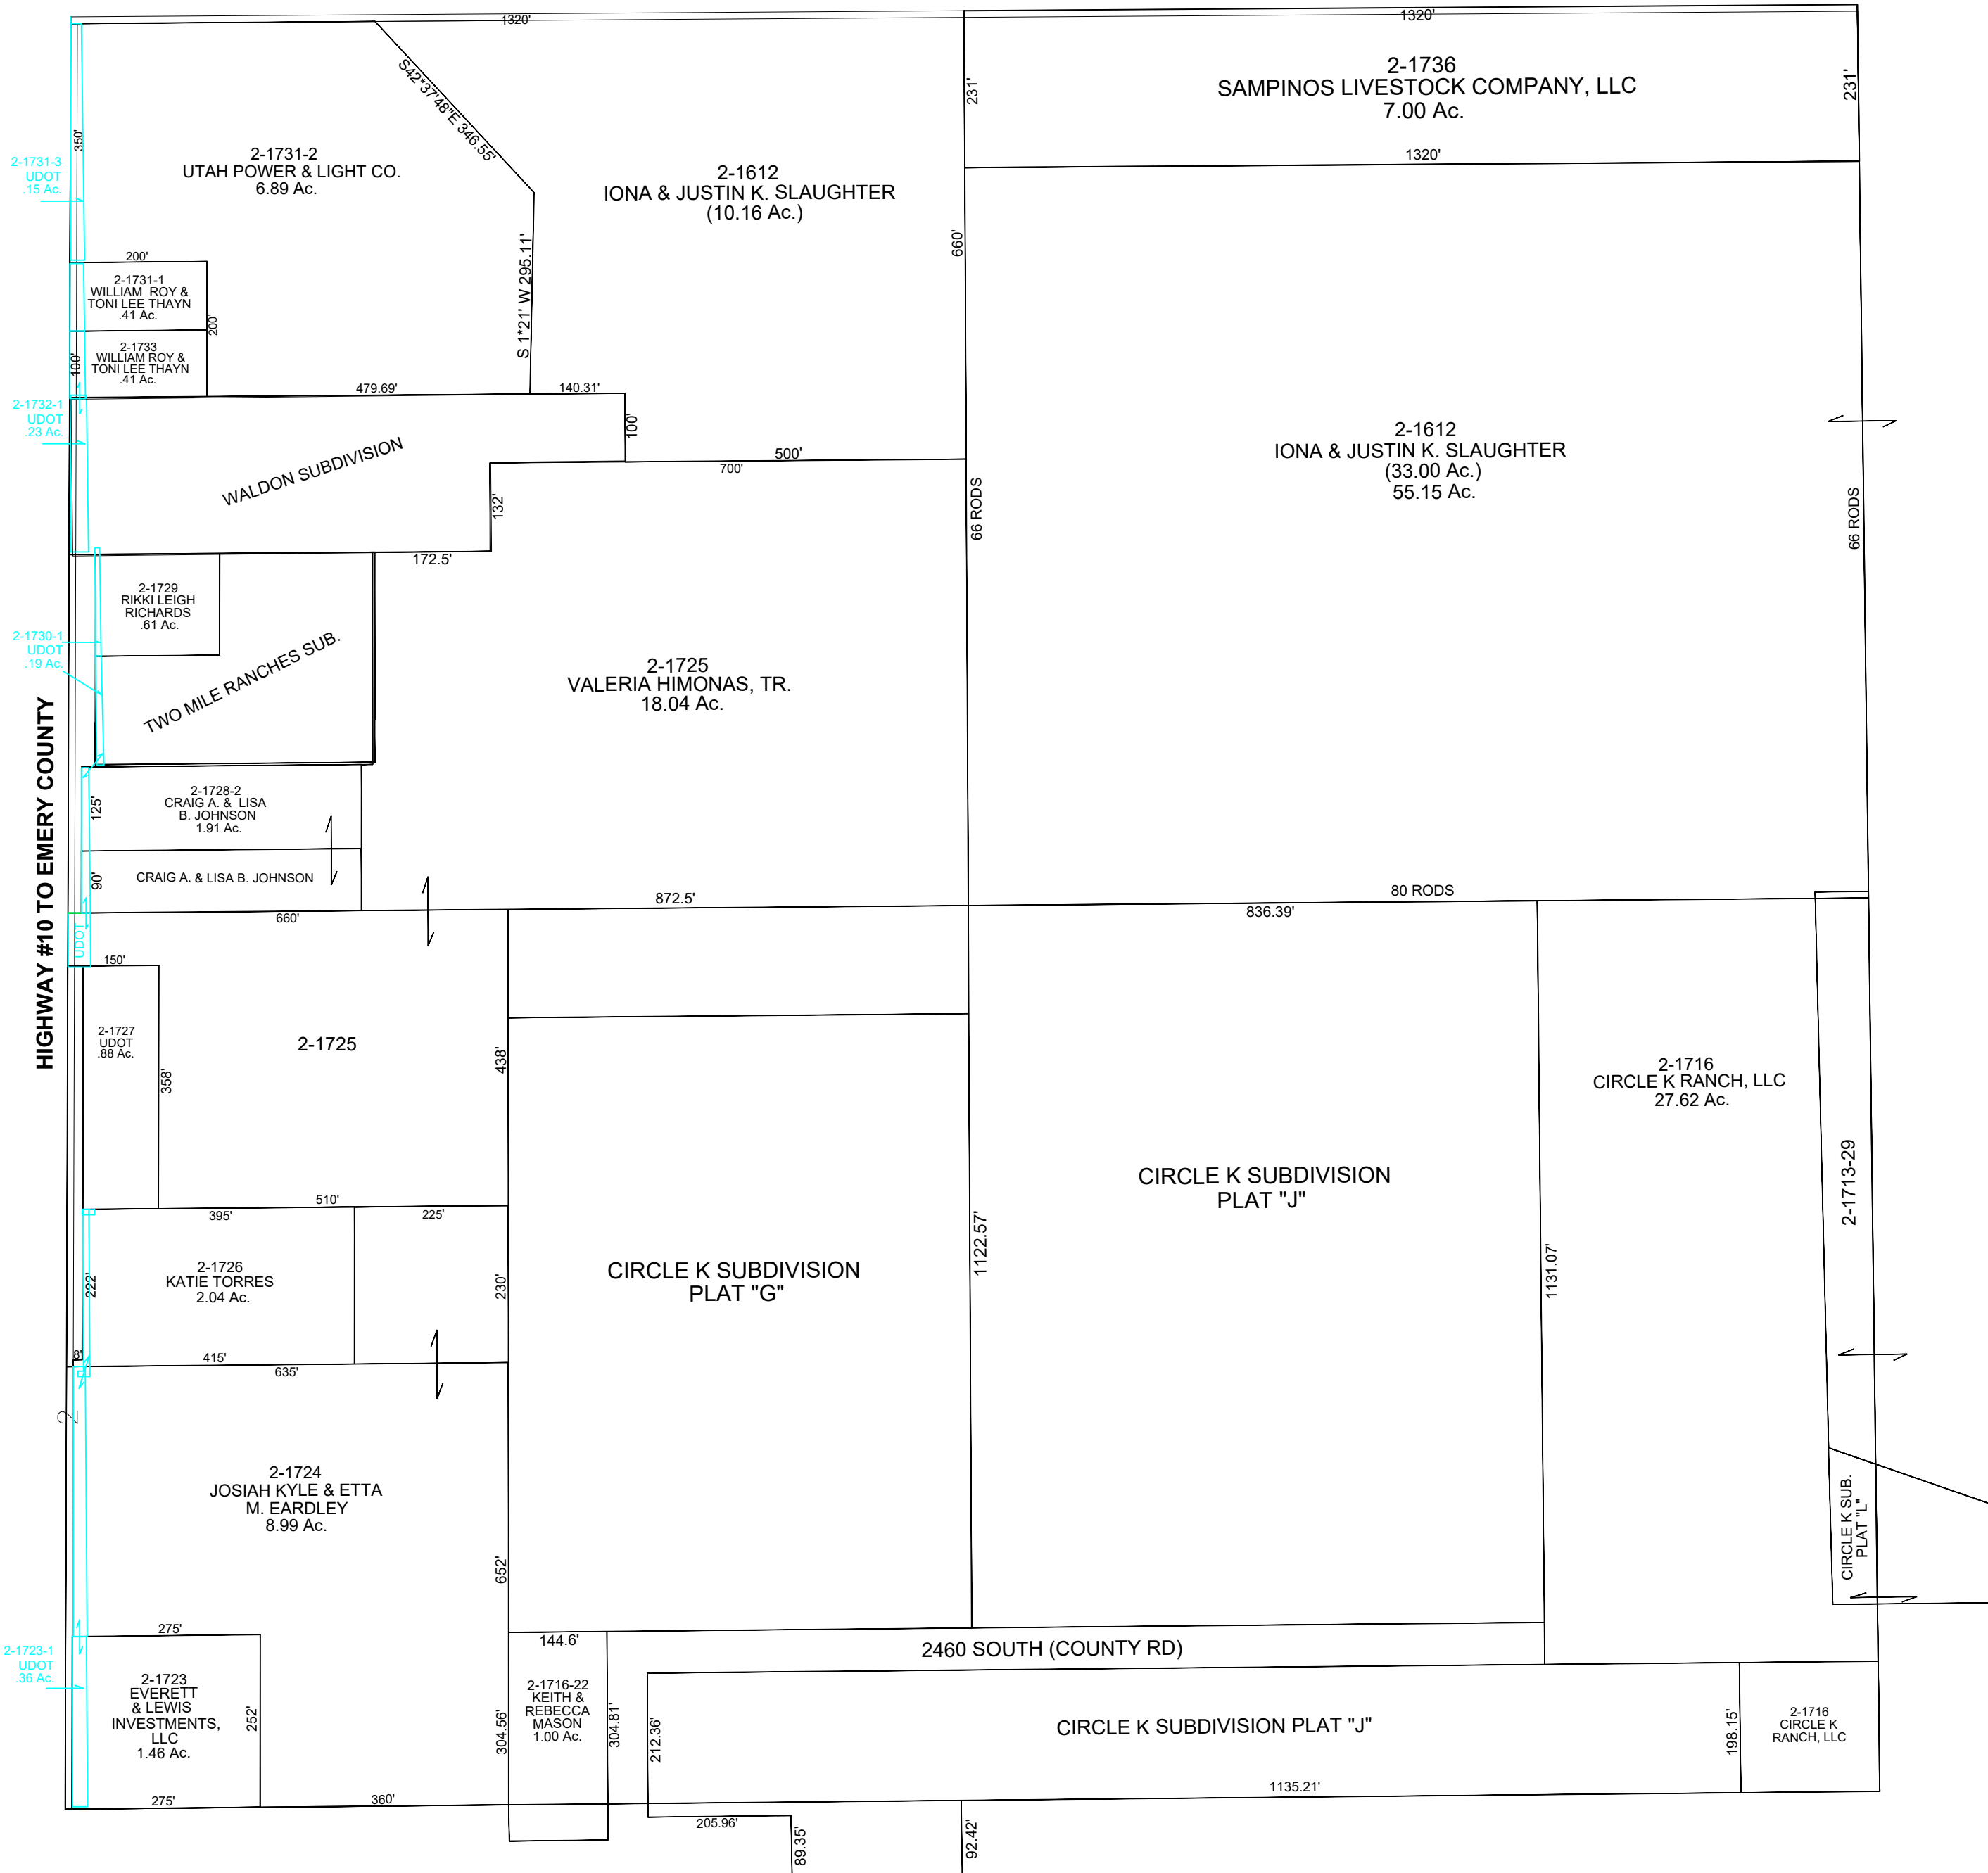 1320'
1320'
2-1736
SAMPINOS LIVESTOCK COMPANY, LLC
7.00 Ac.
231'
231'
1320'
S42*37'48"E 346.55'
350'
2-1731-3
UDOT
.15 Ac.
2-1731-2
UTAH POWER & LIGHT CO.
6.89 Ac.
2-1612
IONA & JUSTIN K. SLAUGHTER
(10.16 Ac.)
660'
S 1*21' W 295.11'
200'
2-1731-1
WILLIAM ROY &
TONI LEE THAYN
.41 Ac.
200'
2-1733
WILLIAM ROY &
TONI LEE THAYN
.41 Ac.
100'
479.69'
140.31'
100'
2-1732-1
UDOT
.23 Ac.
WALDON SUBDIVISION
500'
700'
132'
172.5'
2-1612
IONA & JUSTIN K. SLAUGHTER
(33.00 Ac.)
55.15 Ac.
66 RODS
66 RODS
2-1729
RIKKI LEIGH
RICHARDS
.61 Ac.
2-1730-1
UDOT
.19 Ac.
TWO MILE RANCHES SUB.
2-1725
VALERIA HIMONAS, TR.
18.04 Ac.
HIGHWAY #10 TO EMERY COUNTY
125'
2-1728-2
CRAIG A. & LISA
B. JOHNSON
1.91 Ac.
90'
CRAIG A. & LISA B. JOHNSON
872.5'
80 RODS
660'
836.39'
UDOT
150'
2-1727
UDOT
.88 Ac.
358'
2-1725
438'
2-1716
CIRCLE K RANCH, LLC
27.62 Ac.
2-1713-29
CIRCLE K SUBDIVISION
PLAT "J"
1122.57'
1131.07'
510'
395'
225'
222'
2-1726
KATIE TORRES
2.04 Ac.
230'
CIRCLE K SUBDIVISION
PLAT "G"
8'
415'
635'
2
2-1724
JOSIAH KYLE & ETTA
M. EARDLEY
8.99 Ac.
652'
CIRCLE K SUB.
PLAT "L"
275'
144.6'
2460 SOUTH (COUNTY RD)
2-1723-1
UDOT
.36 Ac.
2-1723
EVERETT
& LEWIS
INVESTMENTS,
LLC
1.46 Ac.
252'
304.56'
2-1716-22
KEITH &
REBECCA
MASON
1.00 Ac.
304.81'
212.36'
CIRCLE K SUBDIVISION PLAT "J"
198.15'
2-1716
CIRCLE K
RANCH, LLC
1135.21'
275'
360'
205.96'
89.35'
92.42'